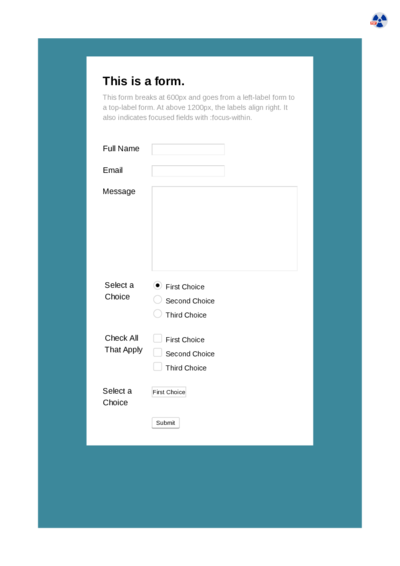 This is a form.
This form breaks at 600px and goes from a left-label form to
a top-label form. At above 1200px, the labels align right. It
also indicates focused fields with :focus-within.
Full Name
Email
Message
Select a
Choice
First Choice
Second Choice
Third Choice
Check All
That Apply
First Choice
Second Choice
Third Choice
Select a
Choice
First Choice
Submit